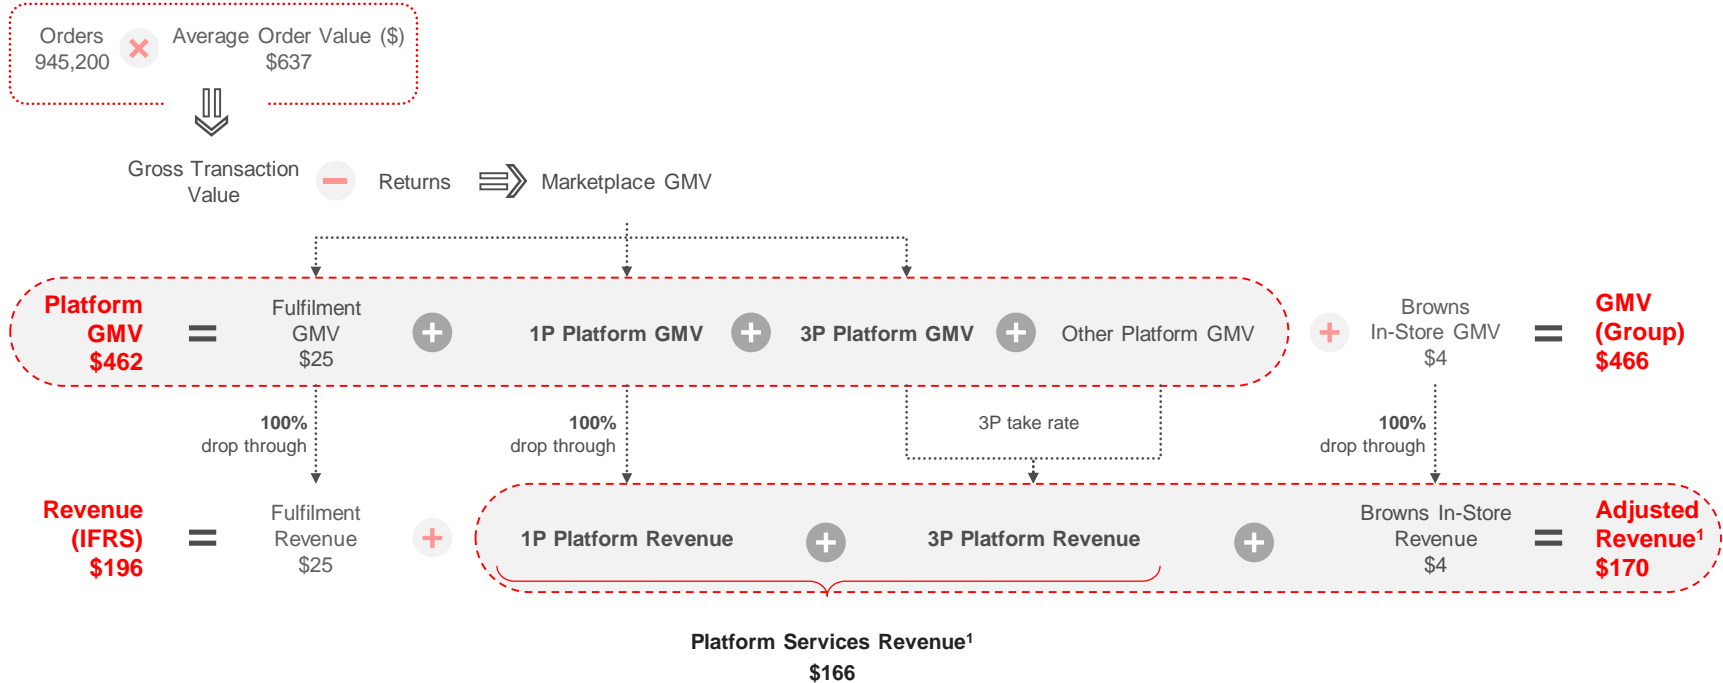 Orders
945,200
Average Order Value ($)
$637
Gross Transaction
Value
Returns
Marketplace GMV
Platform
GMV
$462
=
Fulfilment
GMV
$25
+
1P Platform GMV
+
3P Platform GMV
+
Other Platform GMV
+
Browns
In-Store GMV
$4
=
GMV
(Group)
$466
100%
drop through
100%
drop through
3P take rate
100%
drop through
Revenue
(IFRS)
$196
=
Fulfilment
Revenue
$25
+
1P Platform Revenue
+
3P Platform Revenue
+
Browns In-Store
Revenue
$4
=
Adjusted
Revenue¹
$170
Platform Services Revenue¹
$166